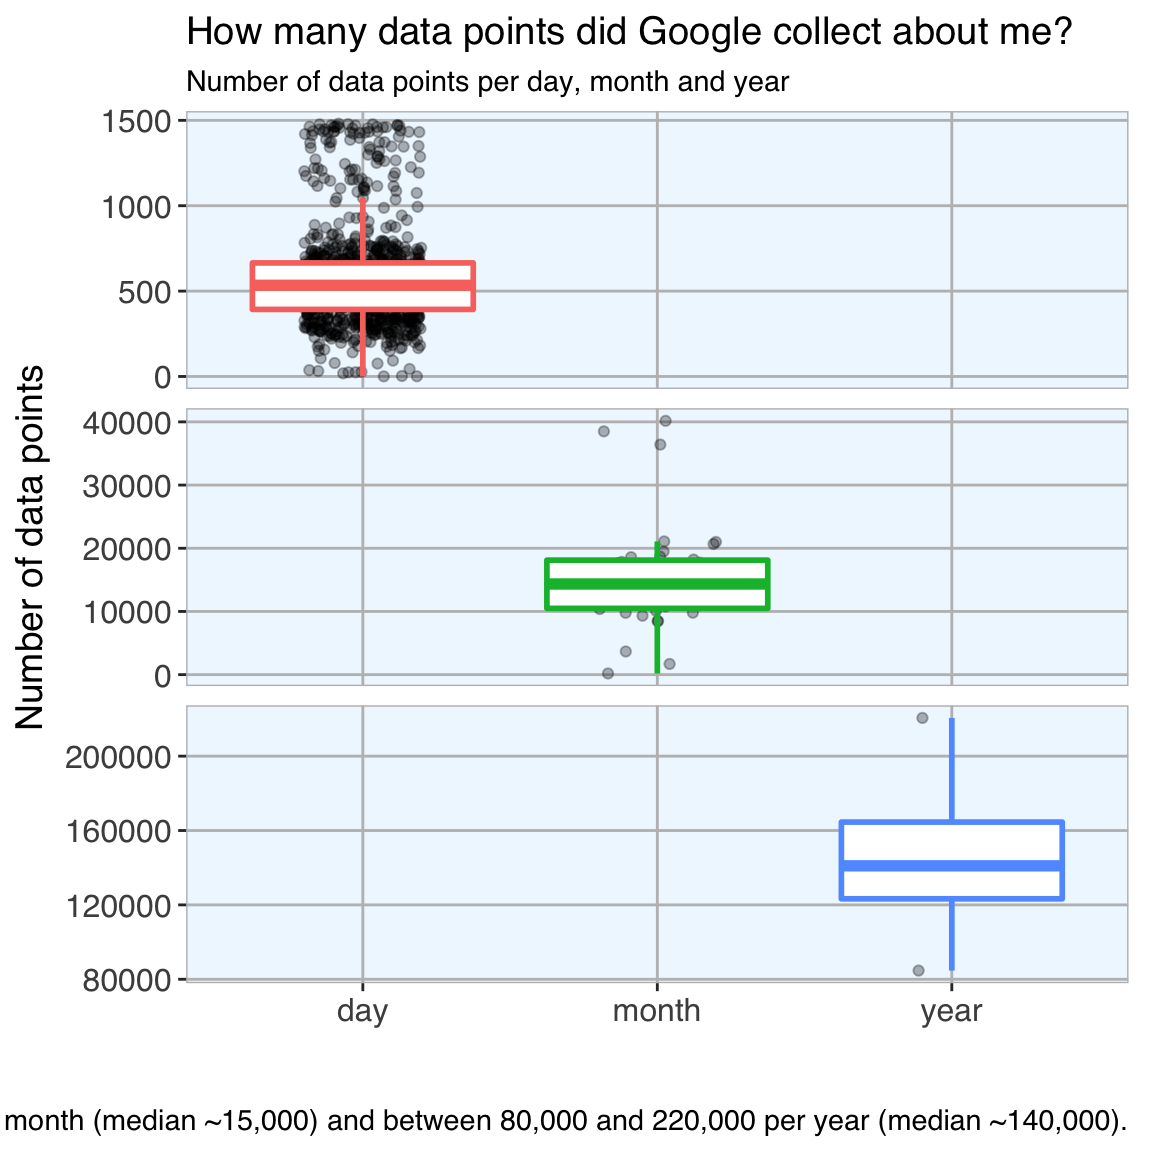 How many data points did Google collect about me?
Number of data points per day, month and year
Number of data points
1500
1000
500
0
40000
30000
20000
10000
0
200000
160000
120000
80000
day
month
year
month (median ~15,000) and between 80,000 and 220,000 per year (median ~140,000).